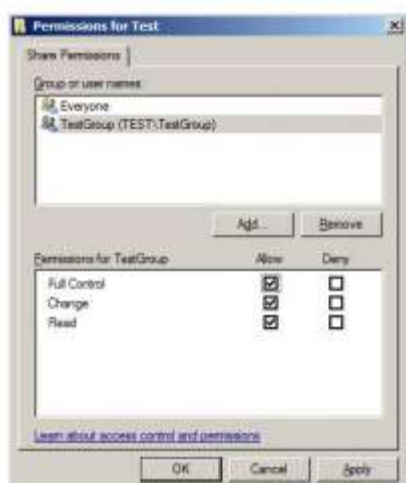 Permissions for Test
Share Permissions
Group or user names:
Everyone
TestGroup (TEST\TestGroup)
Add...
Remove
Permissions for TestGroup
Allow
Deny
Full Control
Change
Read
Learn about access control and permissions
OK
Cancel
Apply